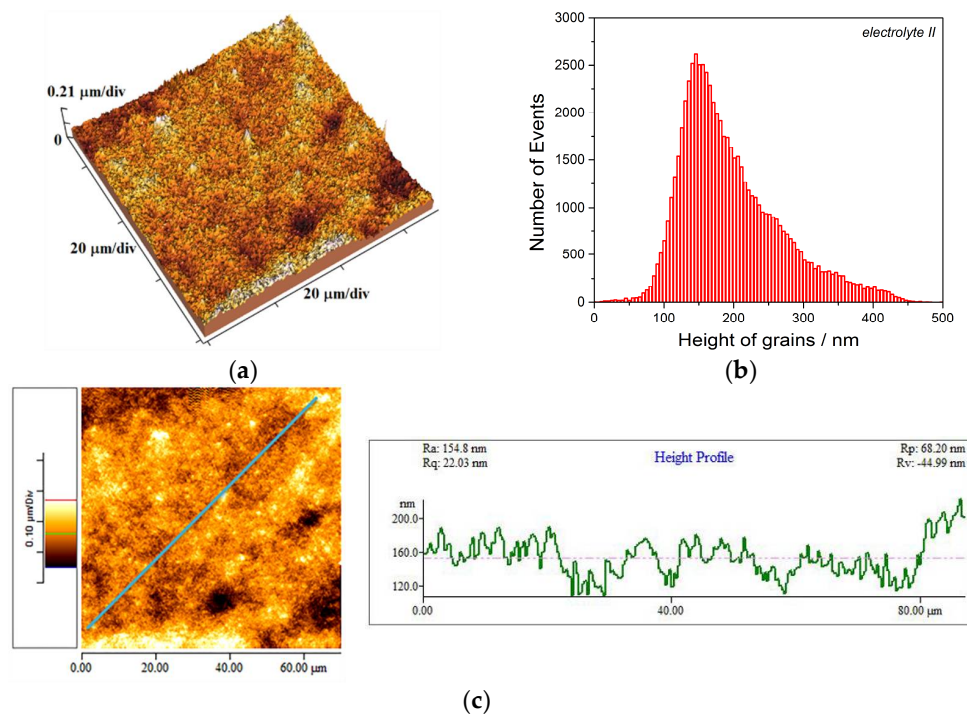 0.21 µm/div
0
20 µm/div
20 µm/div
(a)
electrolyte II
Number of Events
3000
2500
2000
1500
1000
500
0
0 100 200 300 400 500
Height of grains / nm
(b)
0.10 µm/Div
0.00 20.00 40.00 60.00 µm
Ra: 154.8 nm
Rq: 22.03 nm
Height Profile
Rp: 68.20 nm
Rv: -44.99 nm
nm
200.0
160.0
120.0
0.00 40.00 80.00 µm
(c)